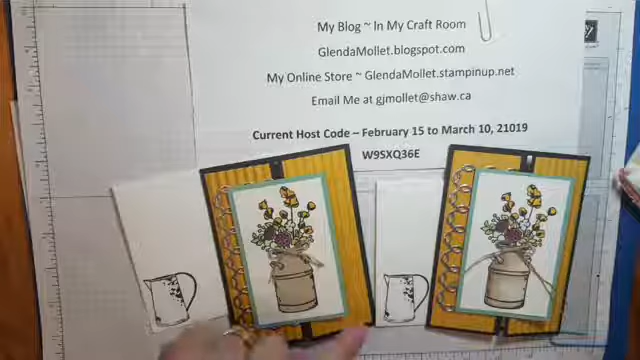 My Blog ~ In My Craft Room
GlendaMollet.blogspot.com
My Online Store ~ GlendaMollet.stampinup.net
Email Me at gjmollet@shaw.ca
Current Host Code – February 15 to March 10, 21019
W9SXQ36E